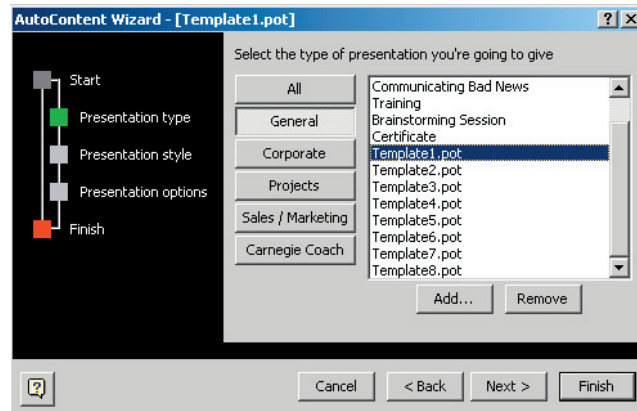 AutoContent Wizard - [Template1.pot]
Start
Presentation type
Presentation style
Presentation options
Finish
Select the type of presentation you're going to give
All
General
Corporate
Projects
Sales / Marketing
Carnegie Coach
Communicating Bad News
Training
Brainstorming Session
Certificate
Template1.pot
Template2.pot
Template3.pot
Template4.pot
Template5.pot
Template6.pot
Template7.pot
Template8.pot
Add... Remove
Cancel < Back Next > Finish